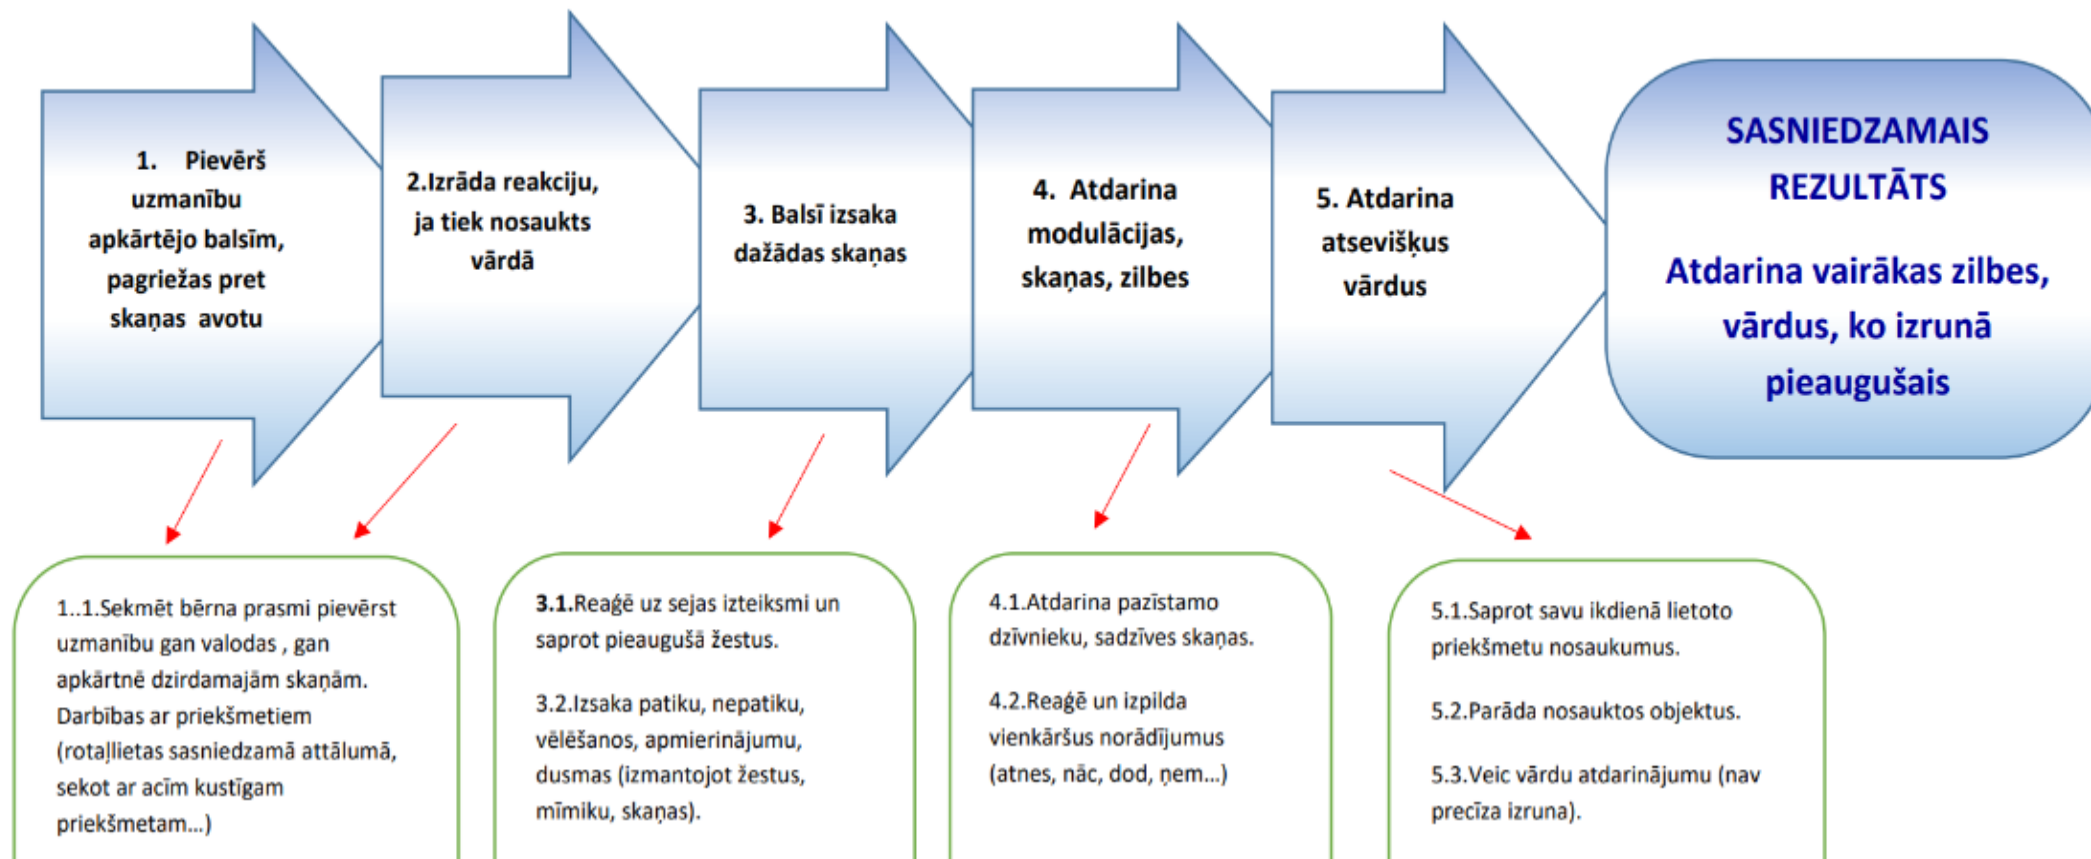 1. Pievērš
uzmanību
apkārtējo balsīm,
pagriežas pret
skaņas avotu
2.Izrāda reakciju,
ja tiek nosaukts
vārdā
3. Balsī izsaka
dažādas skaņas
4. Atdarina
modulācijas,
skaņas, zilbes
5. Atdarina
atsevišķus
vārdus
SASNIEDZAMAIS
REZULTĀTS
Atdarina vairākas zilbes,
vārdus, ko izrunā
pieaugušais
1..1.Sekmēt bērna prasmi pievērst
uzmanību gan valodas , gan
apkārtnē dzirdamajām skaņām.
Darbības ar priekšmetiem
(rotaļlietas sasniedzamā attālumā,
sekot ar acīm kustīgam
priekšmetam...)
3.1.Reaģē uz sejas izteiksmi un
saprot pieaugušā žestus.
3.2.Izsaka patiku, nepatiku,
vēlēšanos, apmierinājumu,
dusmas (izmantojot žestus,
mīmiku, skaņas).
4.1.Atdarina pazīstamo
dzīvnieku, sadzīves skaņas.
4.2.Reaģē un izpilda
vienkāršus norādījumus
(atnes, nāc, dod, ņem...)
5.1.Saprot savu ikdienā lietoto
priekšmetu nosaukumus.
5.2.Parāda nosauktos objektus.
5.3.Veic vārdu atdarinājumu (nav
precīza izruna).